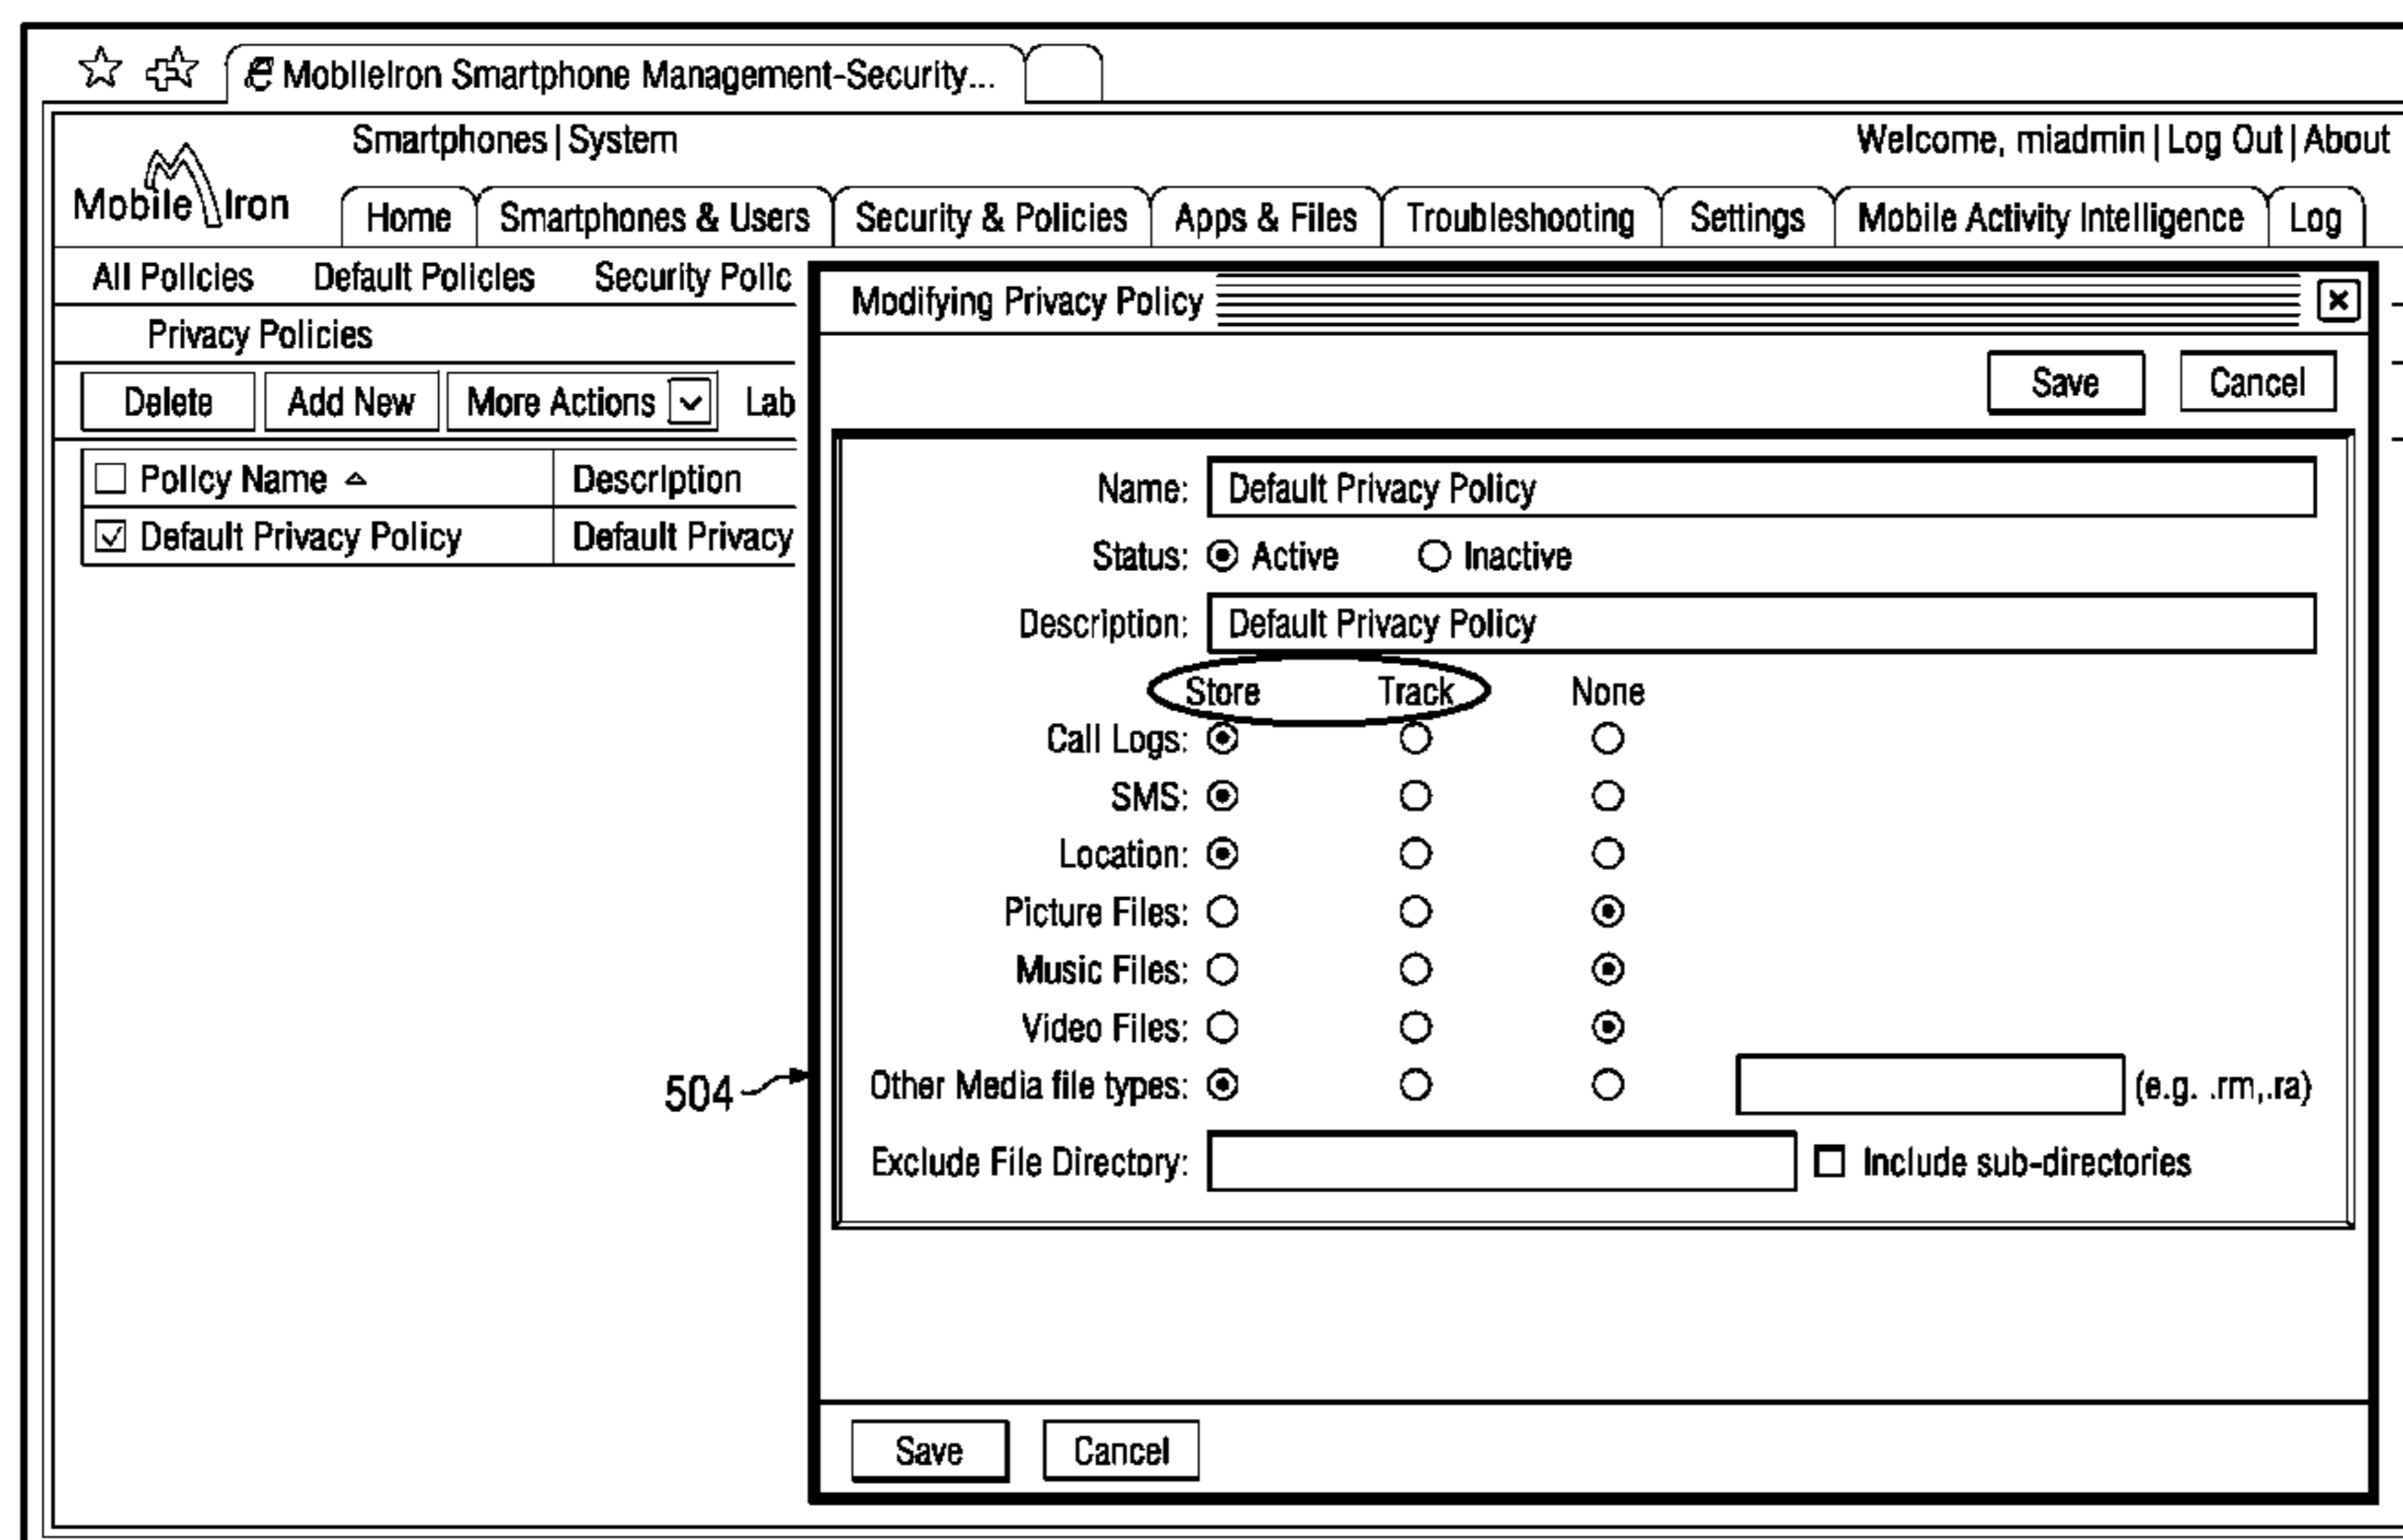 MobileIron Smartphone Management-Security...
Smartphones | System
Welcome, miadmin | Log Out | About
Mobile Iron
Home Smartphones & Users Security & Policies Apps & Files Troubleshooting Settings Mobile Activity Intelligence Log
All Policies Default Policies Security Polic
Privacy Policies
Delete Add New More Actions Lab
Policy Name Description
Default Privacy Policy Default Privacy
Modifying Privacy Policy
Save Cancel
Name: Default Privacy Policy
Status: Active Inactive
Description: Default Privacy Policy
Store Track None
Call Logs:
SMS:
Location:
Picture Files:
Music Files:
Video Files:
Other Media file types: (e.g. .rm,.ra)
Exclude File Directory: Include sub-directories
504
Save Cancel